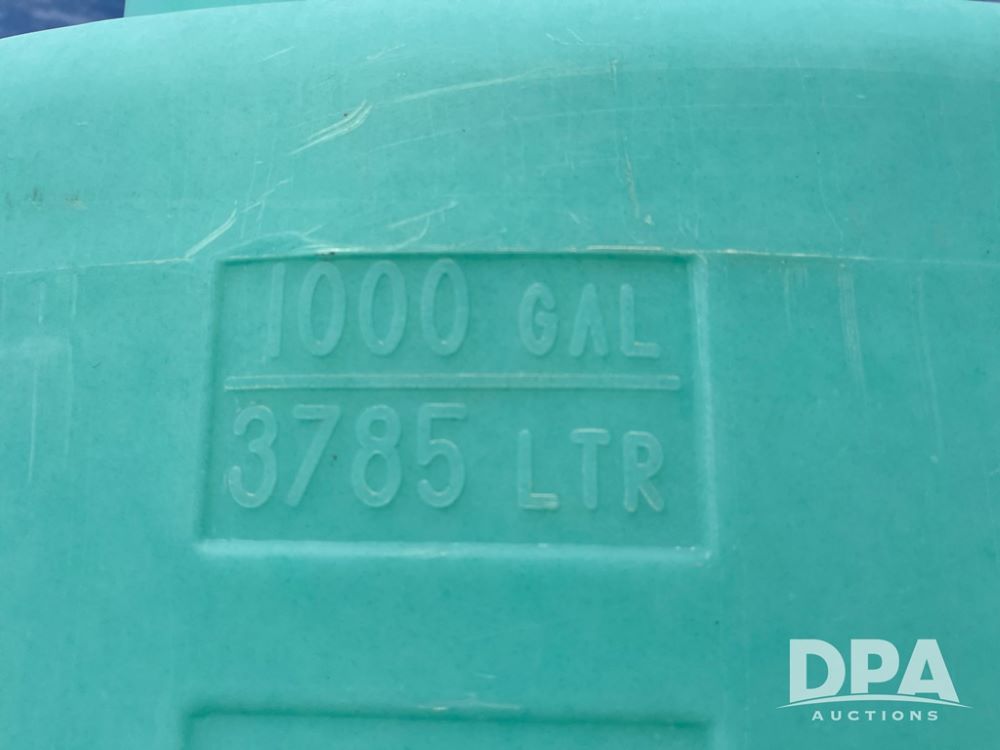 1000 GAL
3785 LTR
DPA
AUCTIONS